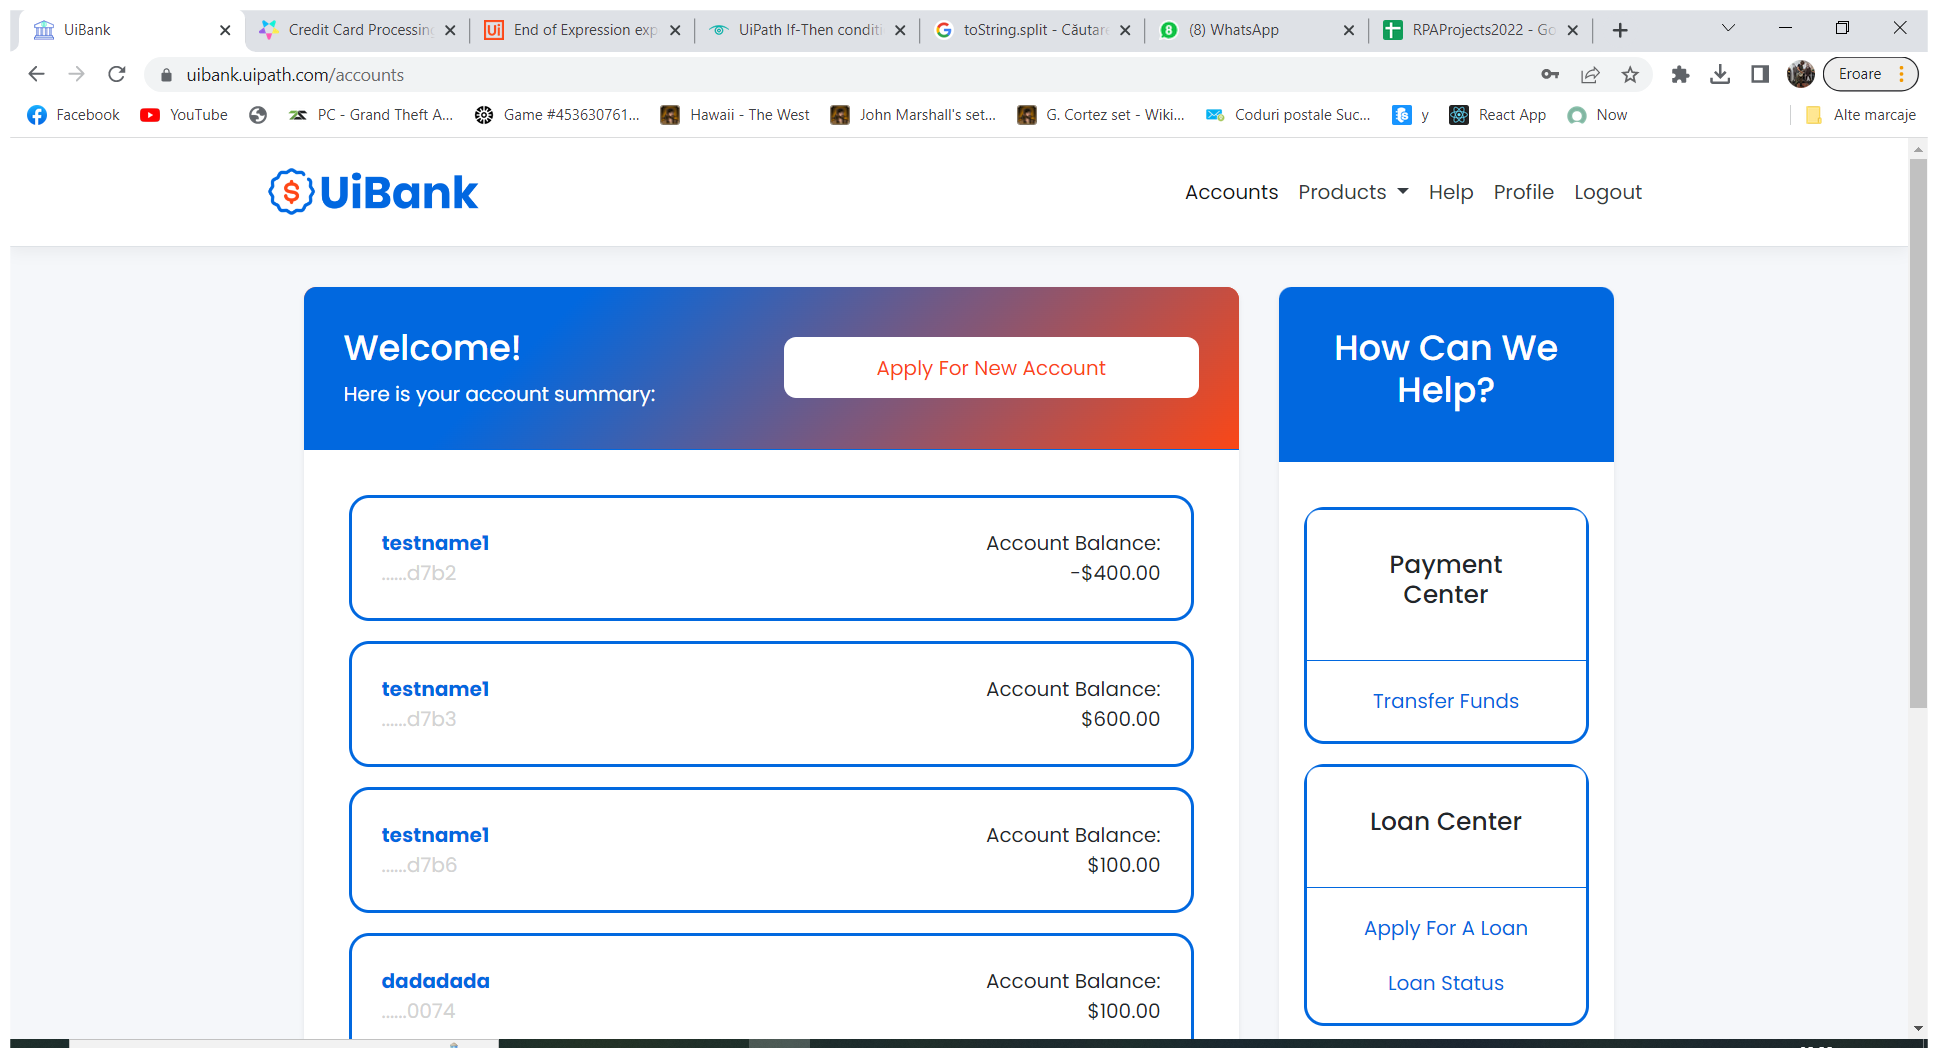 UiBank
Credit Card Processing
End of Expression exp
UiPath If-Then conditi
toString.split - Căutare
(8) WhatsApp
RPAProjects2022 - Go
uibank.uipath.com/accounts
Eroare
Facebook
YouTube
PC - Grand Theft A...
Game #453630761...
Hawaii - The West
John Marshall's set...
G. Cortez set - Wiki...
Coduri postale Suc...
y
React App
Now
Alte marcaje
UiBank
Accounts
Products
Help
Profile
Logout
Welcome!
Here is your account summary:
Apply For New Account
testname1
......d7b2
Account Balance:
-$400.00
testname1
......d7b3
Account Balance:
$600.00
testname1
......d7b6
Account Balance:
$100.00
dadadada
......0074
Account Balance:
$100.00
How Can We
Help?
Payment
Center
Transfer Funds
Loan Center
Apply For A Loan
Loan Status